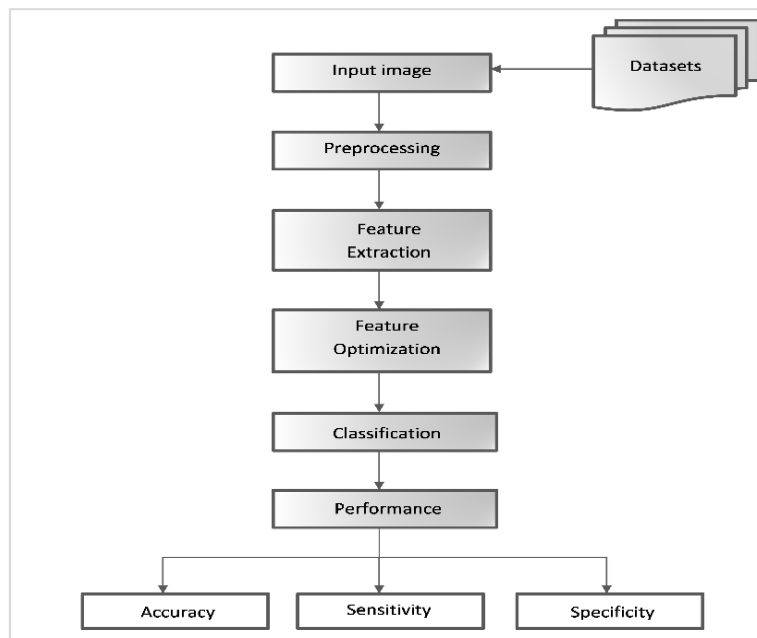 Input image
Datasets
Preprocessing
Feature
Extraction
Feature
Optimization
Classification
Performance
Accuracy
Sensitivity
Specificity